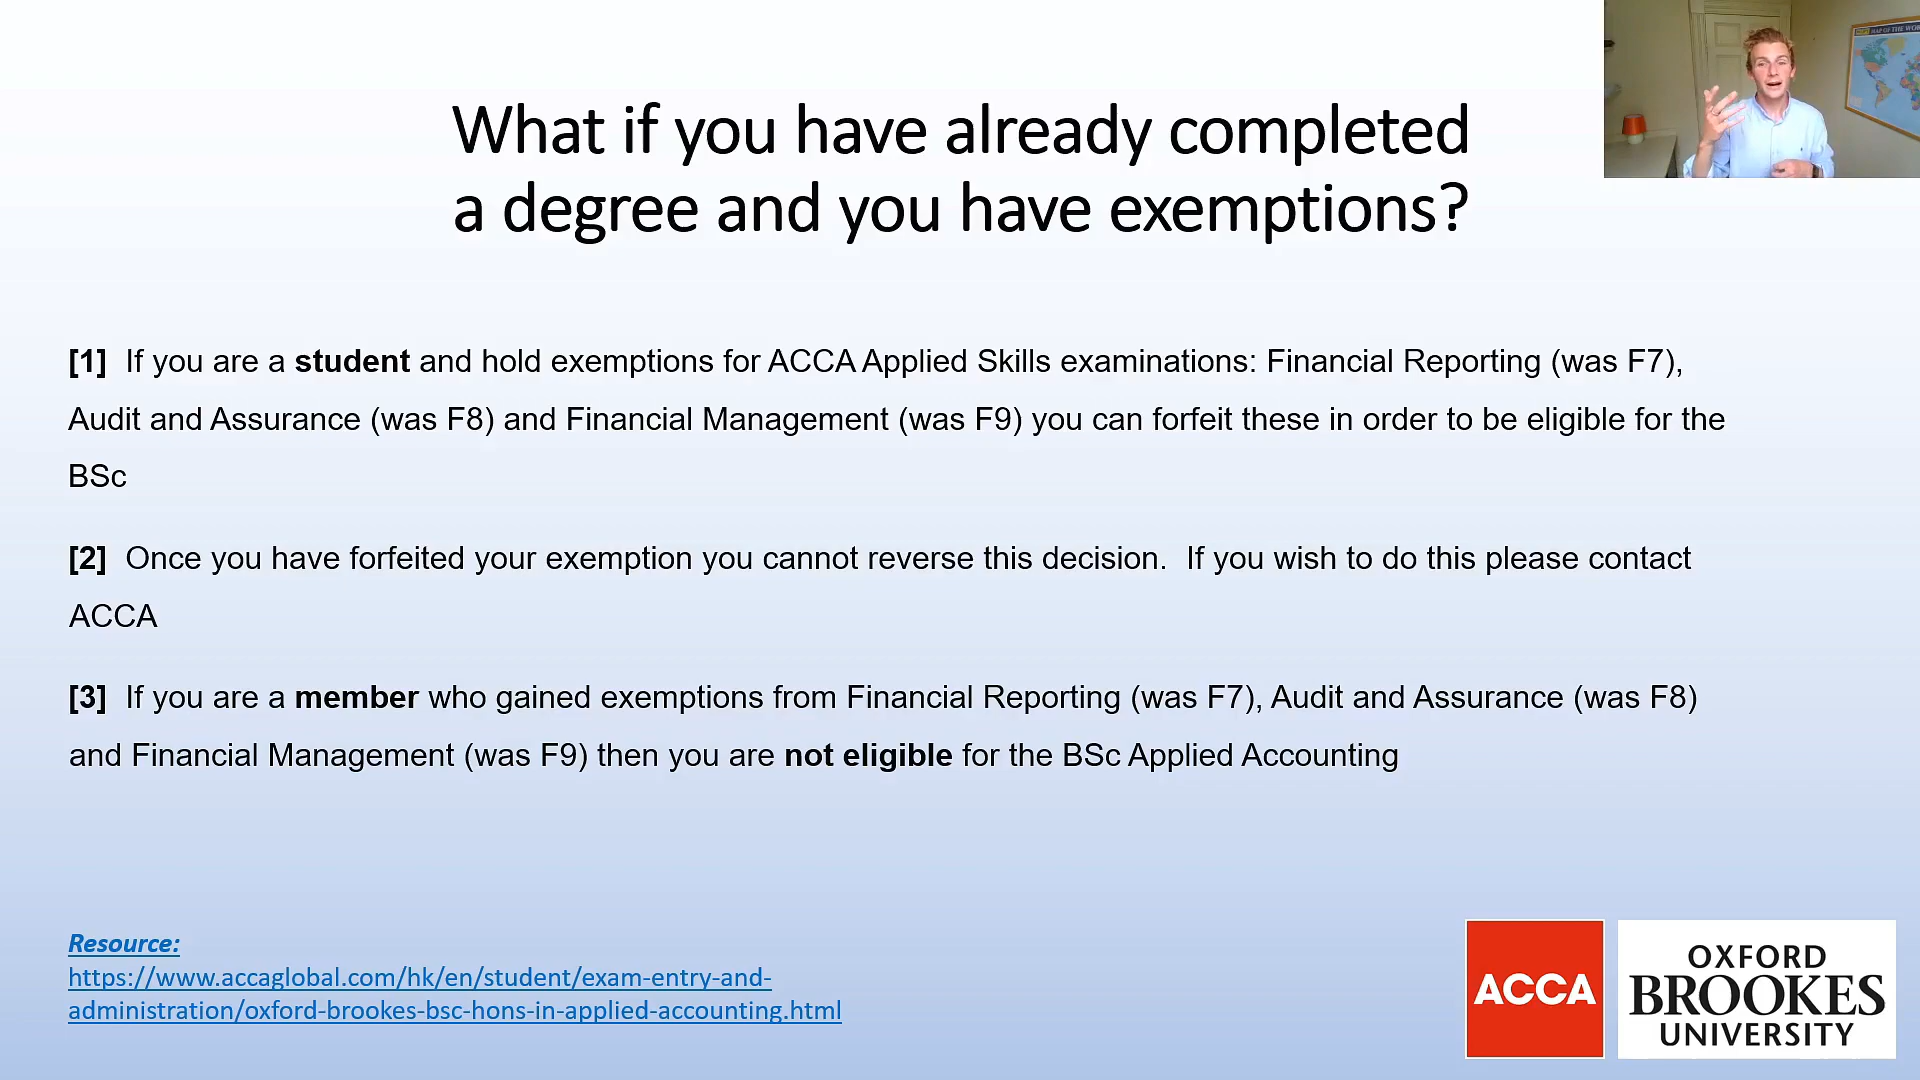 What if you have already completed
a degree and you have exemptions?
MAP OF THE WO
[1] If you are a student and hold exemptions for ACCA Applied Skills examinations: Financial Reporting (was F7),
Audit and Assurance (was F8) and Financial Management (was F9) you can forfeit these in order to be eligible for the
BSc
[2] Once you have forfeited your exemption you cannot reverse this decision. If you wish to do this please contact
ACCA
[3] If you are a member who gained exemptions from Financial Reporting (was F7), Audit and Assurance (was F8)
and Financial Management (was F9) then you are not eligible for the BSc Applied Accounting
Resource:
https://www.accaglobal.com/hk/en/student/exam-entry-and-
administration/oxford-brookes-bsc-hons-in-applied-accounting.html
ACCA
OXFORD
BROOKES
UNIVERSITY